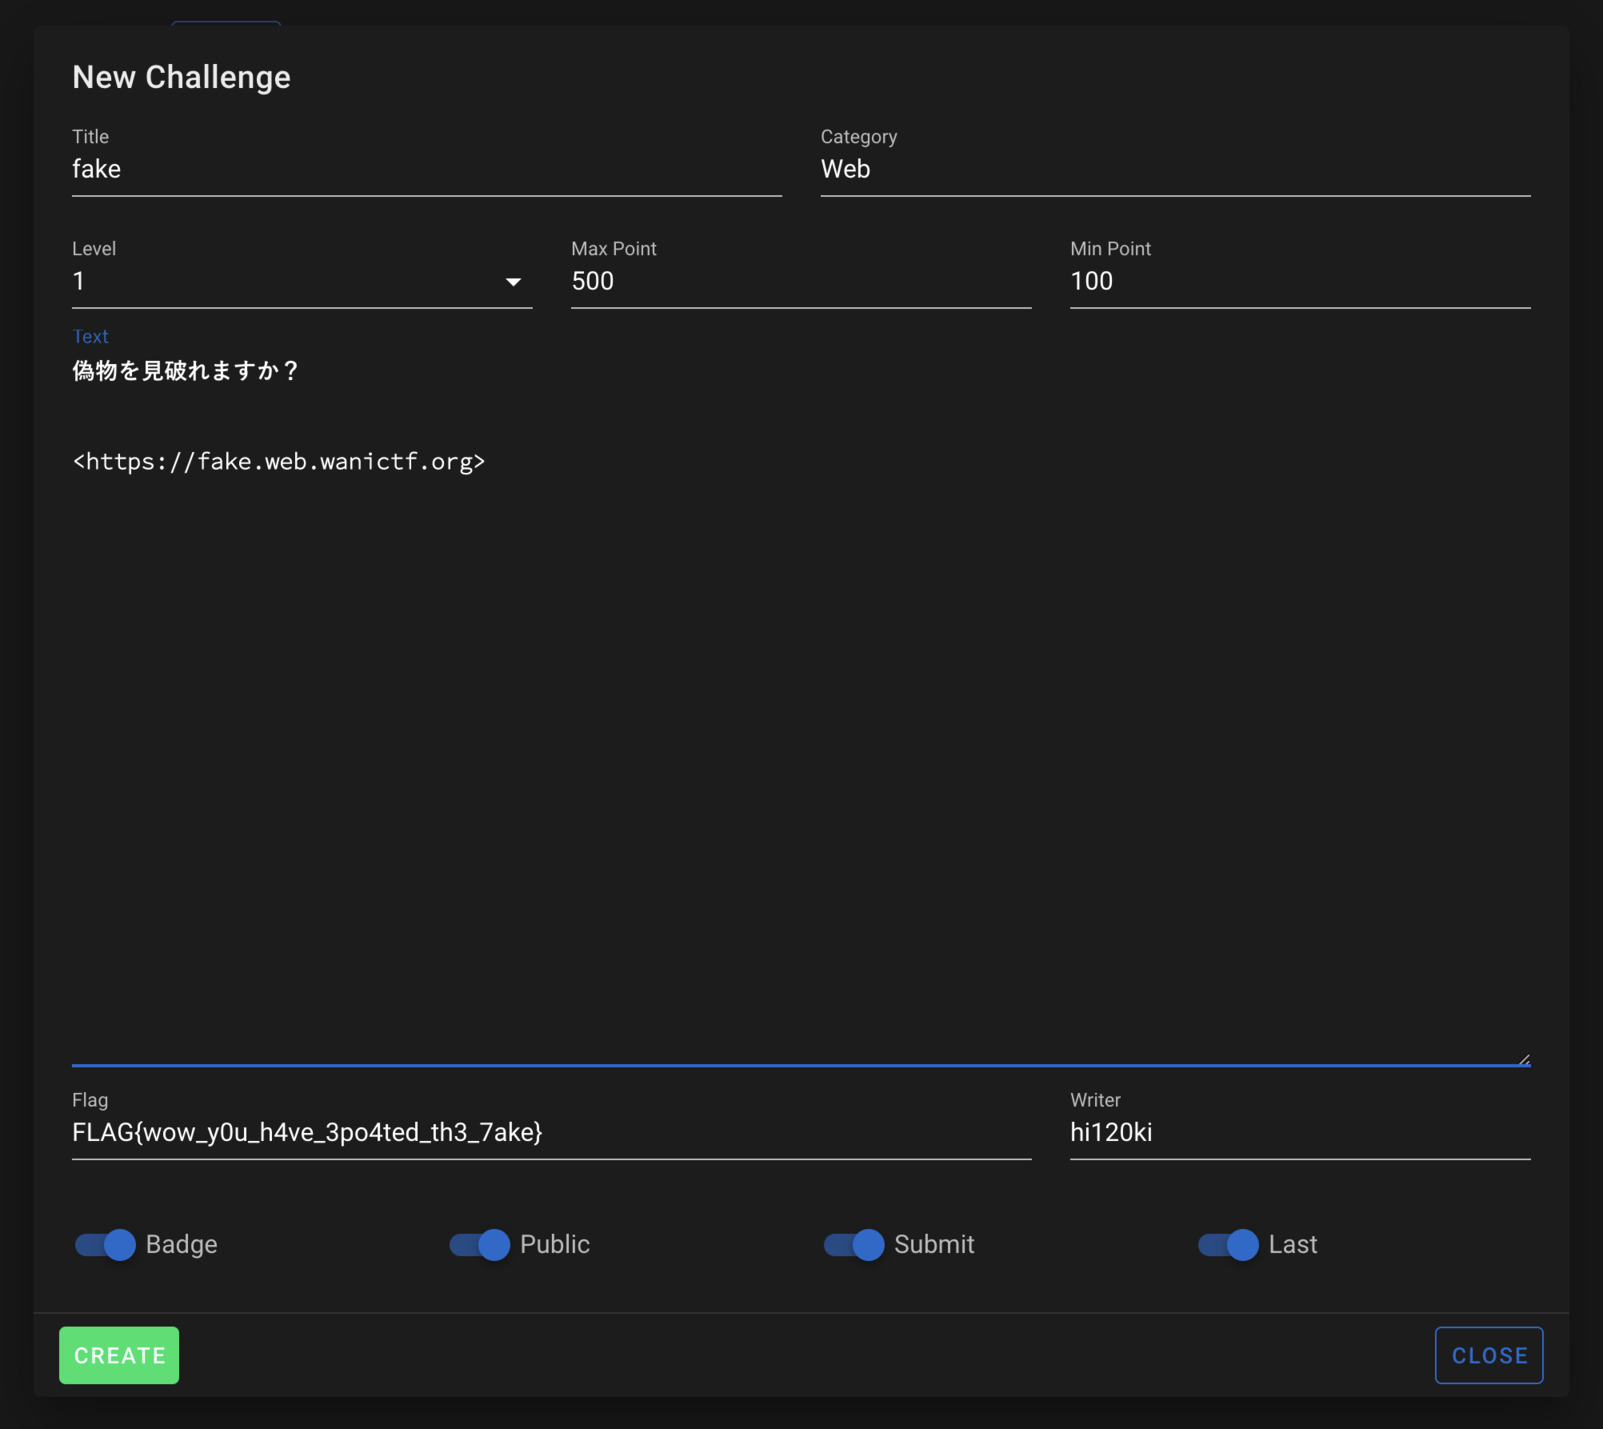 New Challenge
Title
fake
Category
Web
Level
1
Max Point
500
Min Point
100
Text
偽物を見破れますか？
<https://fake.web.wanictf.org>
Flag
FLAG{wow_y0u_h4ve_3po4ted_th3_7ake}
Writer
hi120ki
Badge
Public
Submit
Last
CREATE
CLOSE